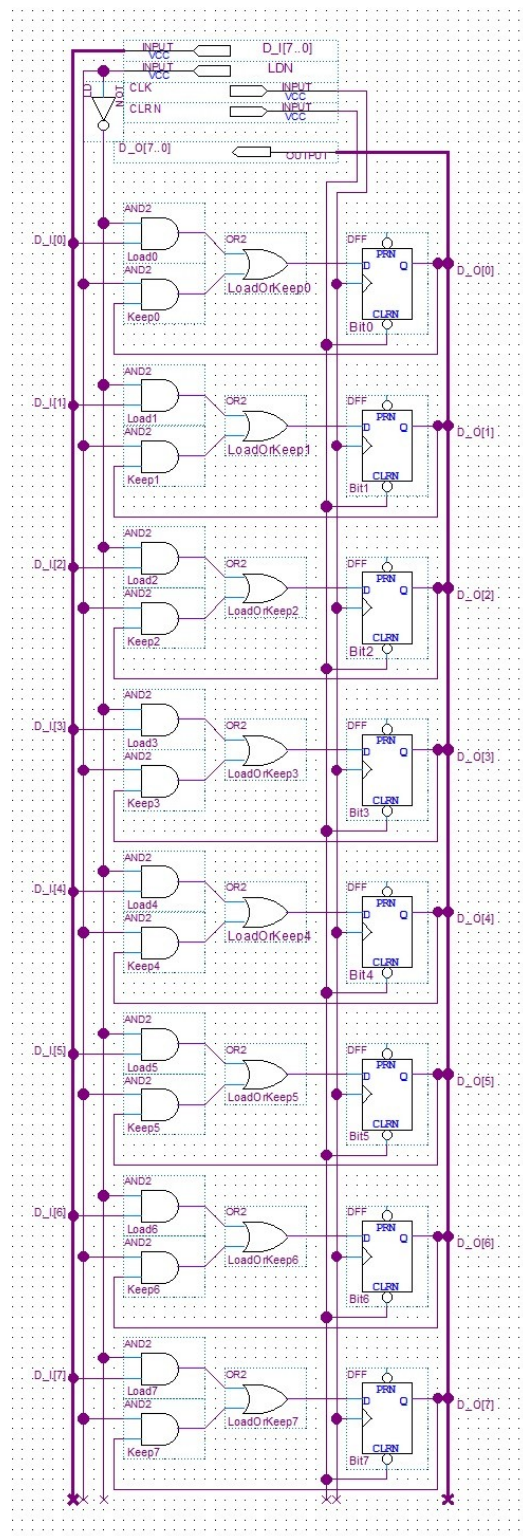 INPUT
VCC
D_I[7..0]
INPUT
VCC
LDN
LD
NOT
CLK
INPUT
VCC
CLRN
INPUT
VCC
D_O[7..0]
OUTPUT
AND2
D_I[0]
Load0
OR2
DFF
PRN
D Q
D_O[0]
AND2
LoadOrKeep0
CLRN
Keep0
Bit0
AND2
D_I[1]
Load1
OR2
DFF
PRN
D Q
D_O[1]
AND2
LoadOrKeep1
CLRN
Keep1
Bit1
AND2
D_I[2]
Load2
OR2
DFF
PRN
D Q
D_O[2]
AND2
LoadOrKeep2
CLRN
Keep2
Bit2
AND2
D_I[3]
Load3
OR2
DFF
PRN
D Q
D_O[3]
AND2
LoadOrKeep3
CLRN
Keep3
Bit3
AND2
D_I[4]
Load4
OR2
DFF
PRN
D Q
D_O[4]
AND2
LoadOrKeep4
CLRN
Keep4
Bit4
AND2
D_I[5]
Load5
OR2
DFF
PRN
D Q
D_O[5]
AND2
LoadOrKeep5
CLRN
Keep5
Bit5
AND2
D_I[6]
Load6
OR2
DFF
PRN
D Q
D_O[6]
AND2
LoadOrKeep6
CLRN
Keep6
Bit6
AND2
D_I[7]
Load7
OR2
DFF
PRN
D Q
D_O[7]
AND2
LoadOrKeep7
CLRN
Keep7
Bit7